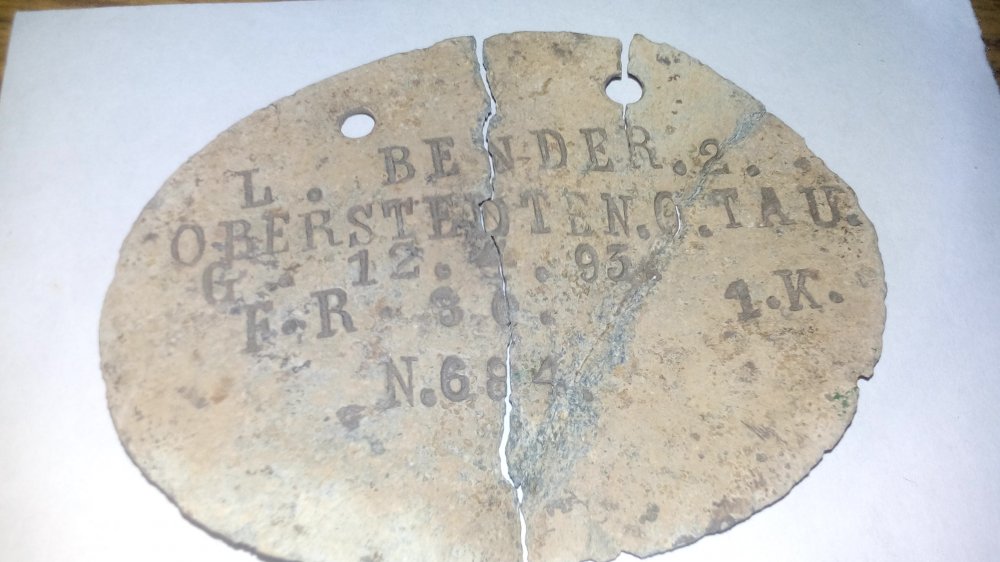 L. BENDER.2.
OBERSTEDTEN.O.TAU.
G. 12. .93.
F.R. 80. 1.K.
N.684